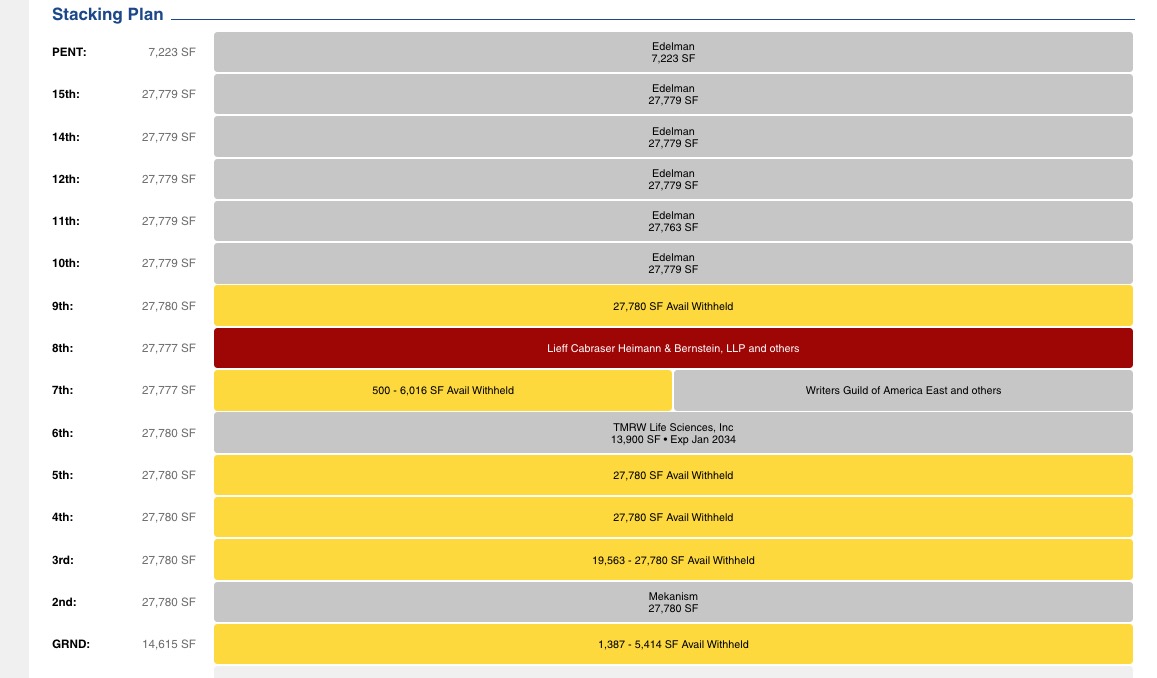 Stacking Plan
PENT: 7,223 SF Edelman
7,223 SF
15th: 27,779 SF Edelman
27,779 SF
14th: 27,779 SF Edelman
27,779 SF
12th: 27,779 SF Edelman
27,779 SF
11th: 27,779 SF Edelman
27,763 SF
10th: 27,779 SF Edelman
27,779 SF
9th: 27,780 SF 27,780 SF Avail Withheld
8th: 27,777 SF Lieff Cabraser Heimann & Bernstein, LLP and others
7th: 27,777 SF 500 - 6,016 SF Avail Withheld Writers Guild of America East and others
6th: 27,780 SF TMRW Life Sciences, Inc
13,900 SF • Exp Jan 2034
5th: 27,780 SF 27,780 SF Avail Withheld
4th: 27,780 SF 27,780 SF Avail Withheld
3rd: 27,780 SF 19,563 - 27,780 SF Avail Withheld
2nd: 27,780 SF Mekanism
27,780 SF
GRND: 14,615 SF 1,387 - 5,414 SF Avail Withheld